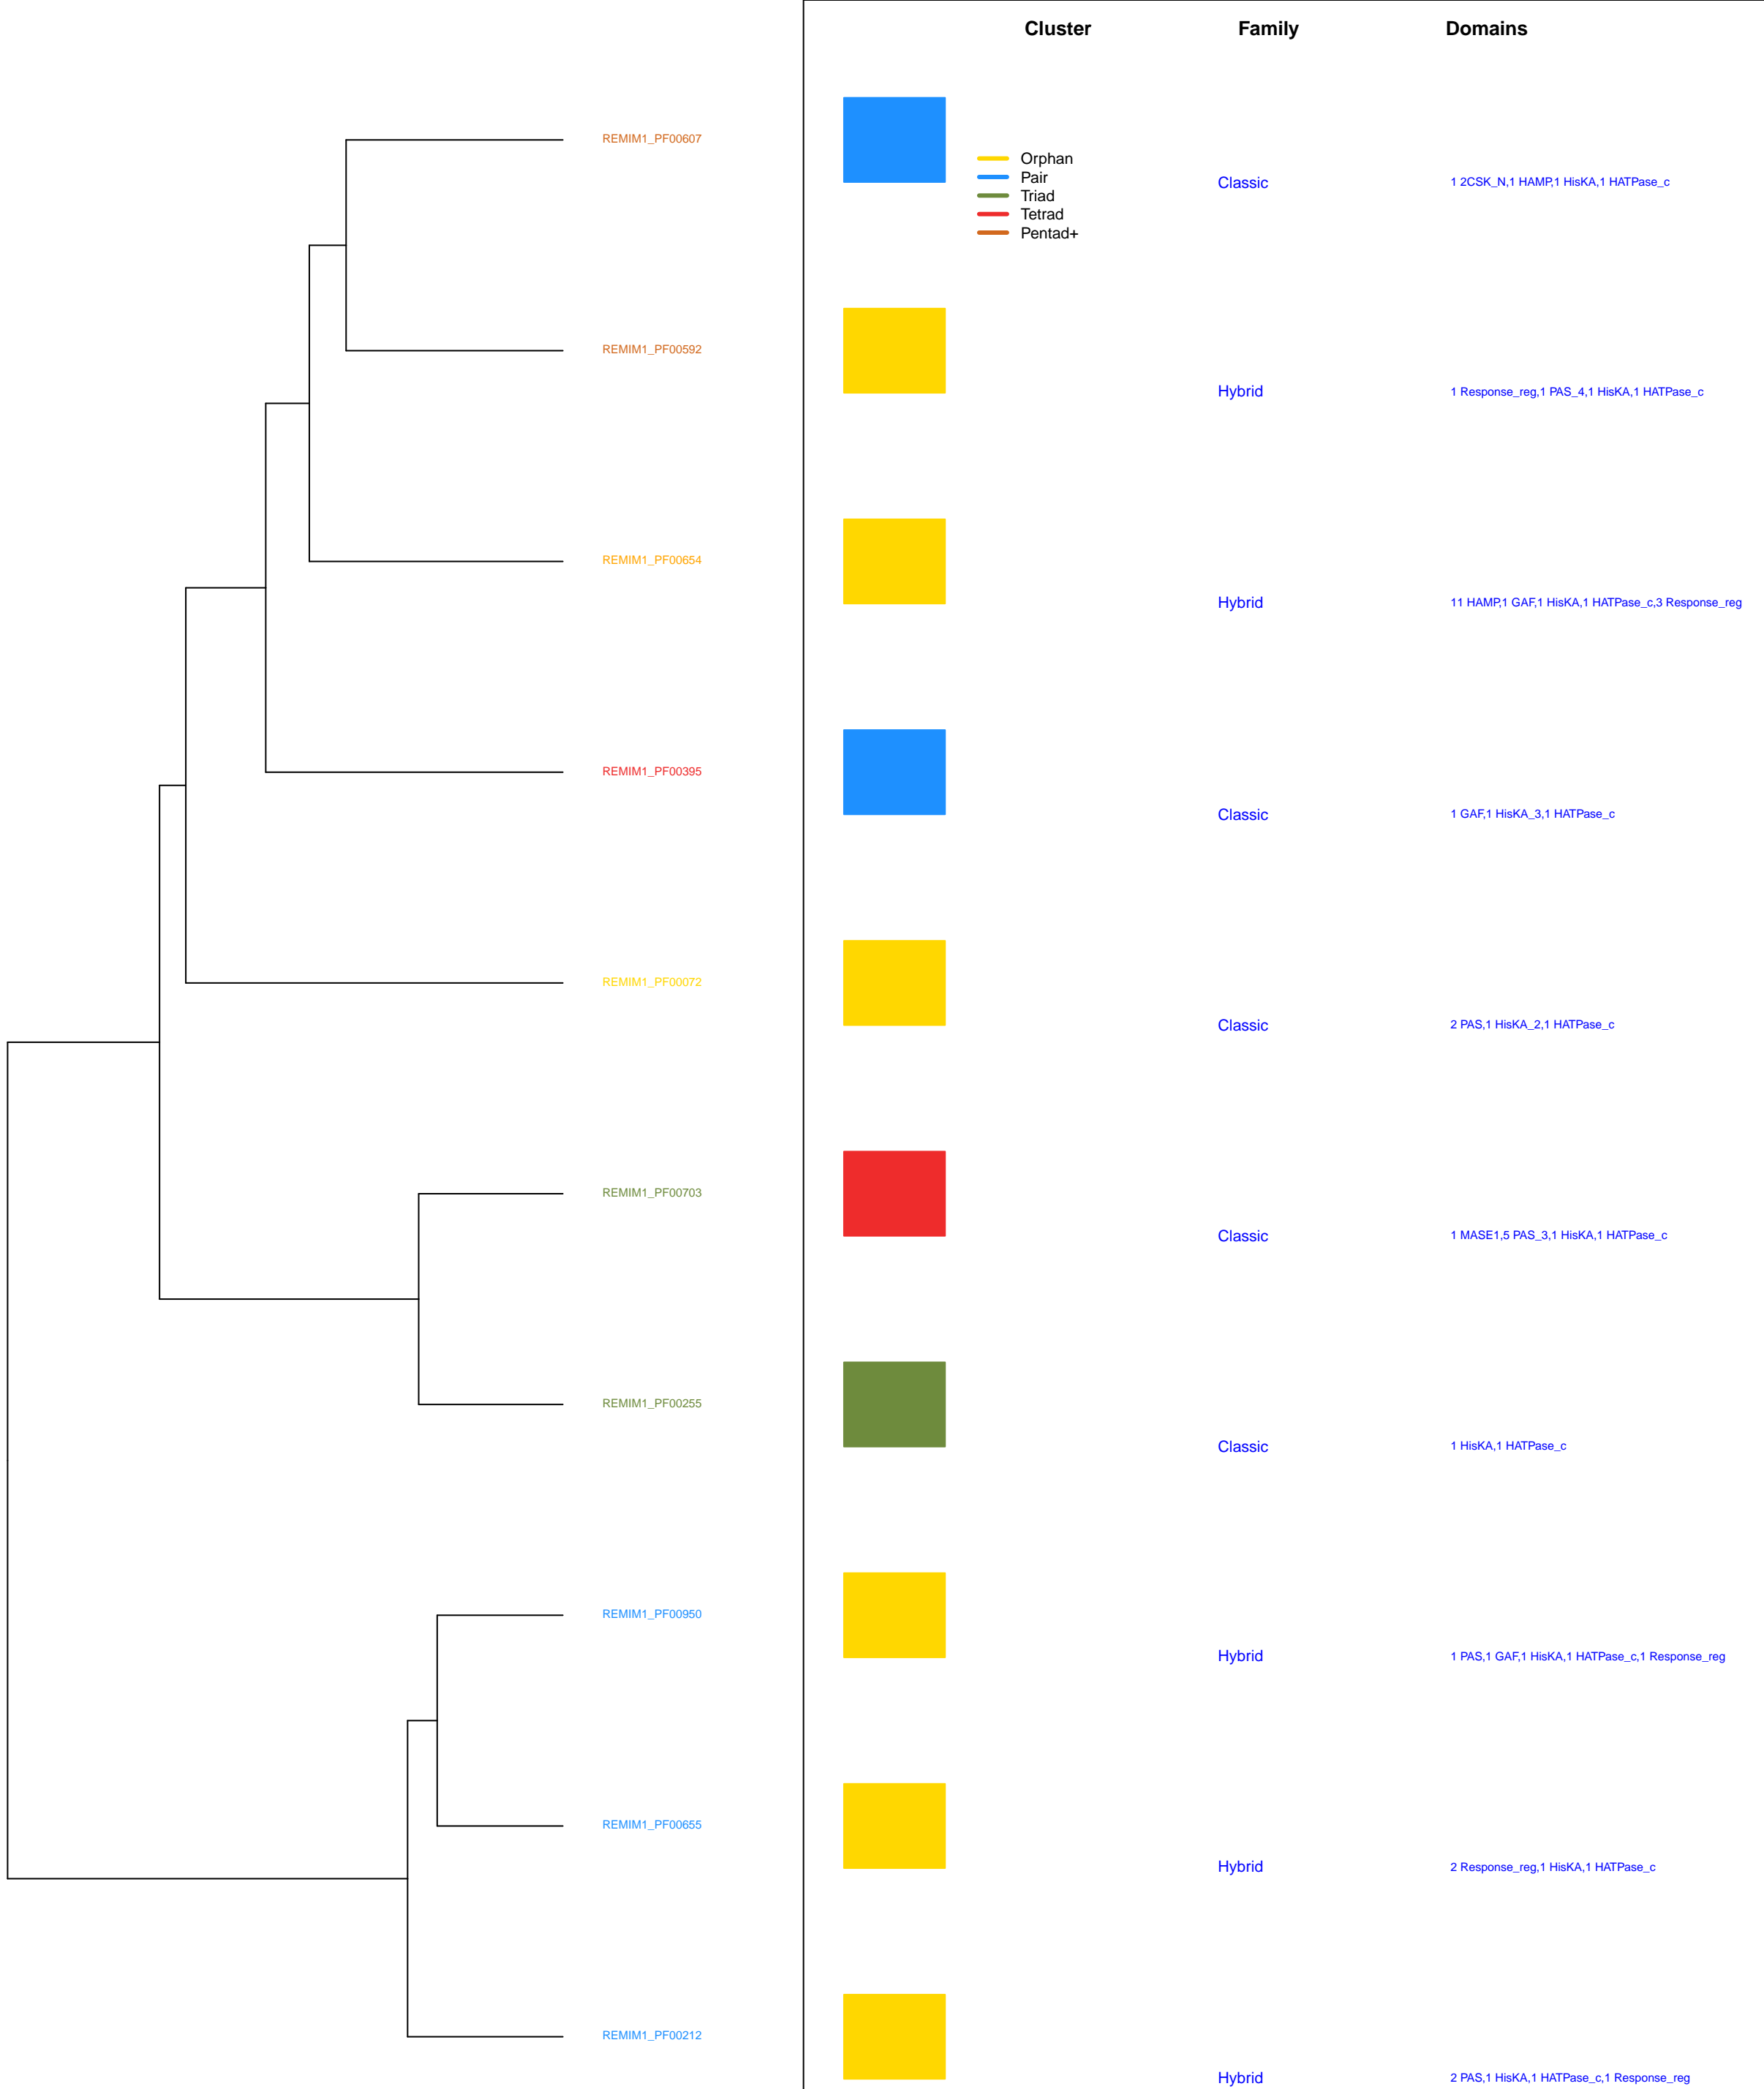 Cluster Family Domains
REMIM1_PF00607
Orphan
Pair
Triad
Tetrad
Pentad+
Classic 1 2CSK_N,1 HAMP,1 HisKA,1 HATPase_c
REMIM1_PF00592
Hybrid 1 Response_reg,1 PAS_4,1 HisKA,1 HATPase_c
REMIM1_PF00654
Hybrid 11 HAMP,1 GAF,1 HisKA,1 HATPase_c,3 Response_reg
REMIM1_PF00395
Classic 1 GAF,1 HisKA_3,1 HATPase_c
REMIM1_PF00072
Classic 2 PAS,1 HisKA_2,1 HATPase_c
REMIM1_PF00703
Classic 1 MASE1,5 PAS_3,1 HisKA,1 HATPase_c
REMIM1_PF00255
Classic 1 HisKA,1 HATPase_c
REMIM1_PF00950
Hybrid 1 PAS,1 GAF,1 HisKA,1 HATPase_c,1 Response_reg
REMIM1_PF00655
Hybrid 2 Response_reg,1 HisKA,1 HATPase_c
REMIM1_PF00212
Hybrid 2 PAS,1 HisKA,1 HATPase_c,1 Response_reg